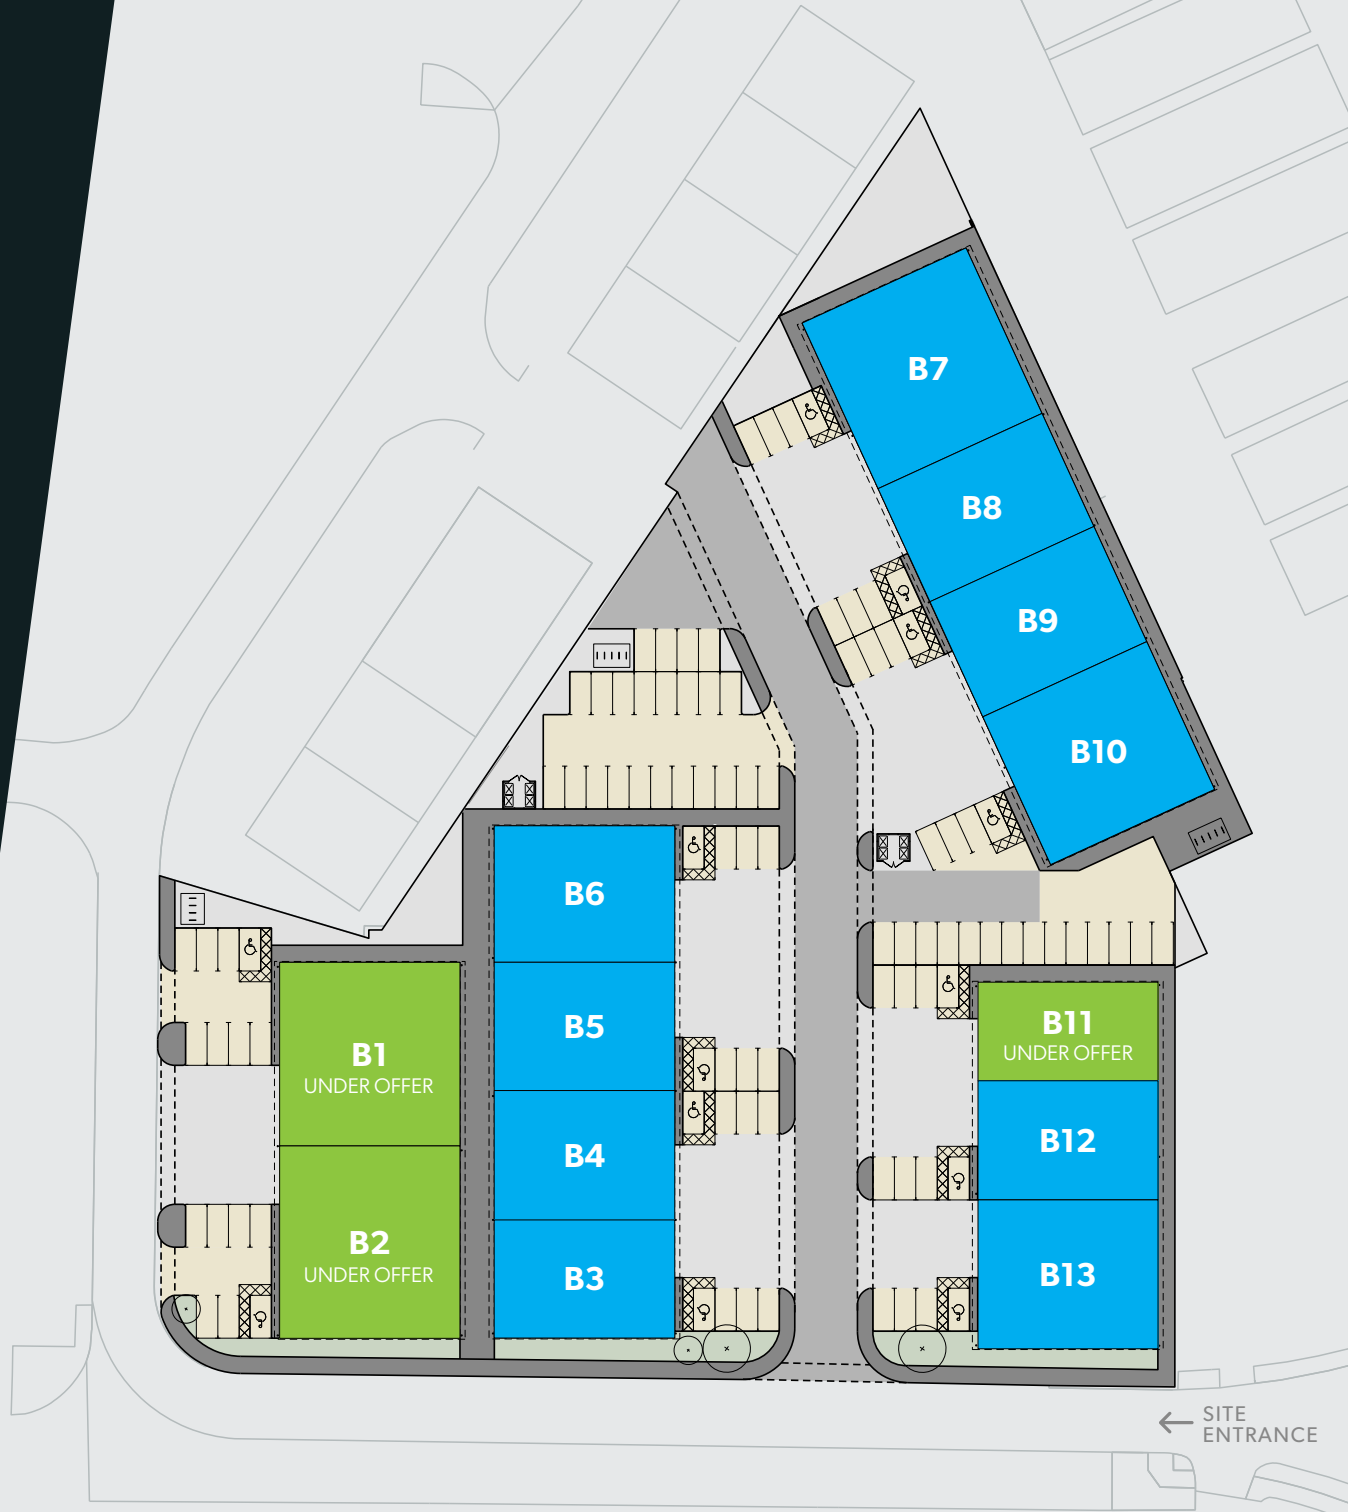 B7
B8
B9
B10
B6
B5
B4
B3
B1
UNDER OFFER
B2
UNDER OFFER
B11
UNDER OFFER
B12
B13
SITE
ENTRANCE